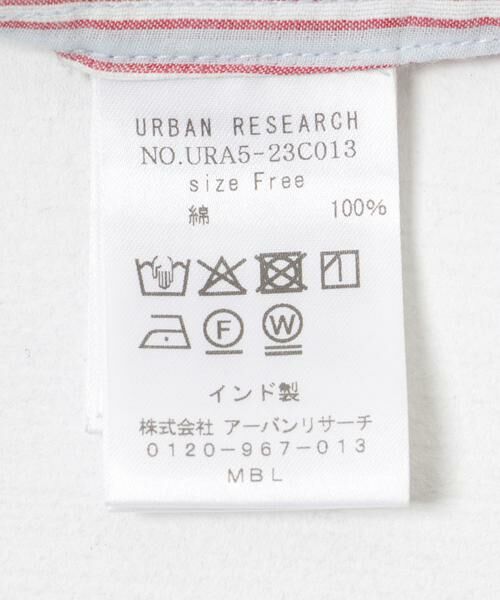 URBAN RESEARCH
NO.URA5-23C013
size Free
綿 100%
F W
インド製
株式会社 アーバンリサーチ
0120-967-013
MBL